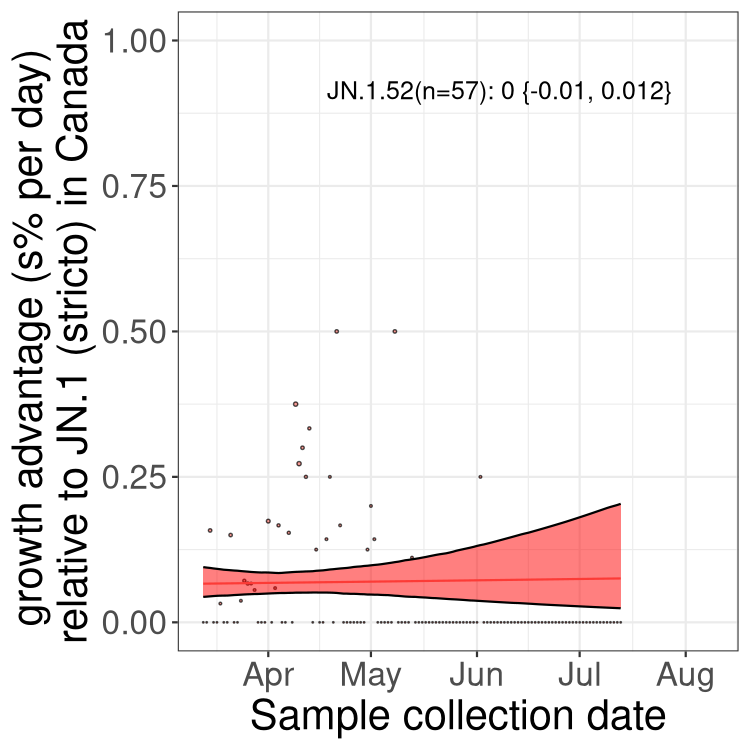 growth advantage (s% per day)
relative to JN.1 (stricto) in Canada
1.00
0.75
0.50
0.25
0.00
JN.1.52(n=57): 0 {-0.01, 0.012}
Apr May Jun Jul Aug
Sample collection date